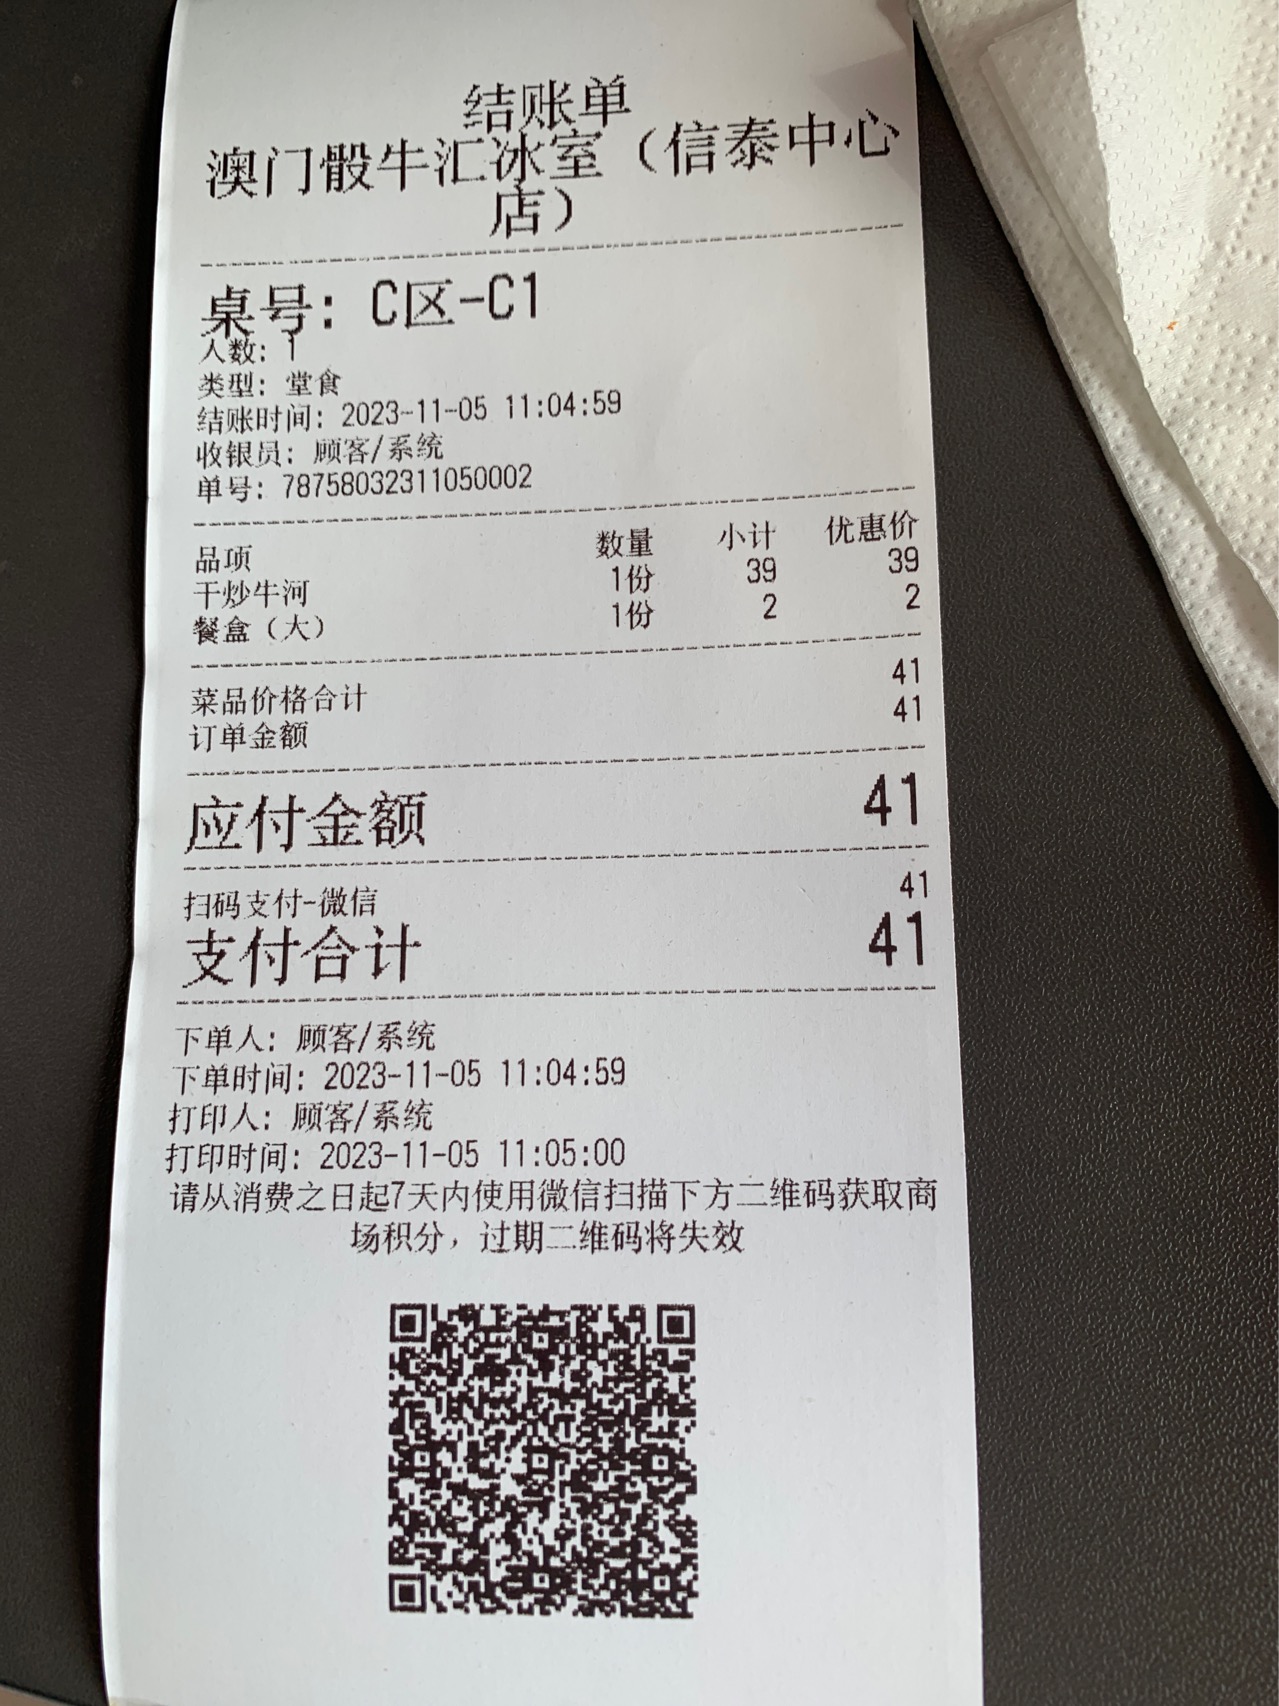 结账单
澳门骰牛汇冰室（信泰中心
店）
桌号：C区-C1
人数：1
类型：堂食
结账时间：2023-11-05 11:04:59
收银员：顾客/系统
单号：78758032311050002
品项 数量 小计 优惠价
干炒牛河 1份 39 39
餐盒（大） 1份 2 2
菜品价格合计 41
订单金额 41
应付金额 41
扫码支付-微信 41
支付合计 41
下单人：顾客/系统
下单时间：2023-11-05 11:04:59
打印人：顾客/系统
打印时间：2023-11-05 11:05:00
请从消费之日起7天内使用微信扫描下方二维码获取商
场积分，过期二维码将失效